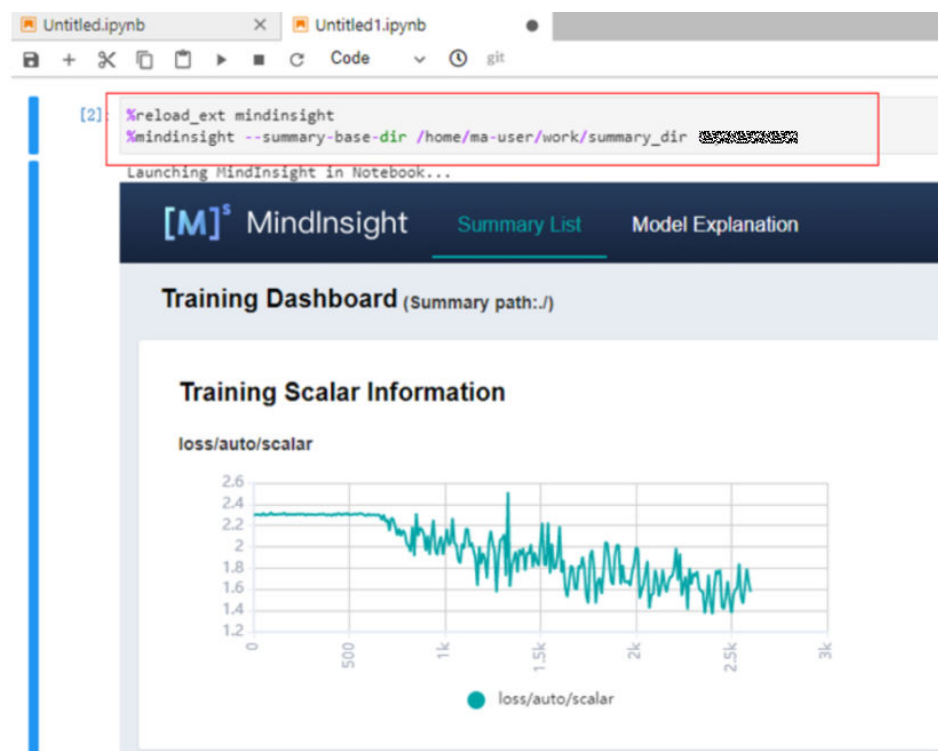 Untitled.ipynb
Untitled1.ipynb
Code
git
[2]:
%reload_ext mindinsight
%mindinsight --summary-base-dir /home/ma-user/work/summary_dir
Launching MindInsight in Notebook...
[M]s MindInsight Summary List Model Explanation
Training Dashboard (Summary path:./)
Training Scalar Information
loss/auto/scalar
2.6
2.4
2.2
2
1.8
1.6
1.4
1.2
0 500 1k 1.5k 2k 2.5k 3k
loss/auto/scalar